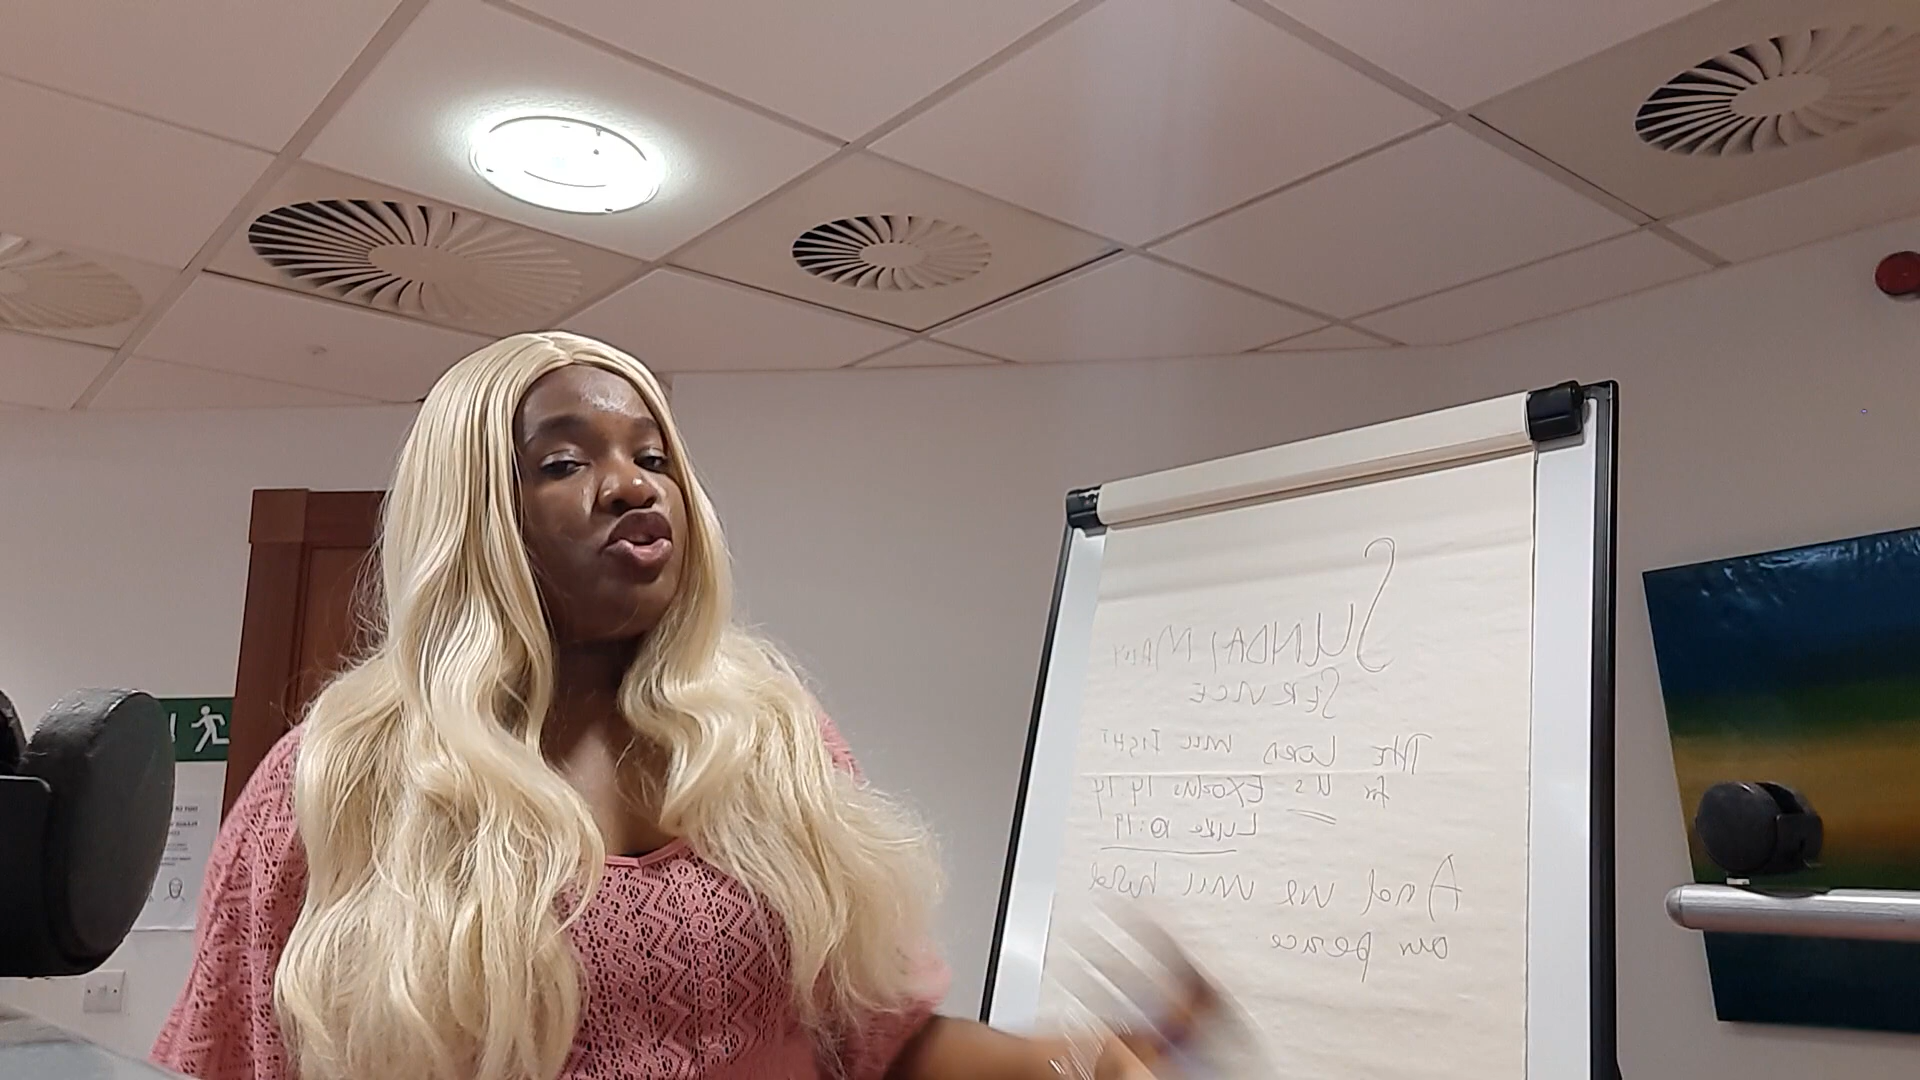 SUNDAY MANY
SERVICE
THE LORD WILL FIGHT
for US Exodus 14 14
Luke 10:19
And we will hold
our peace